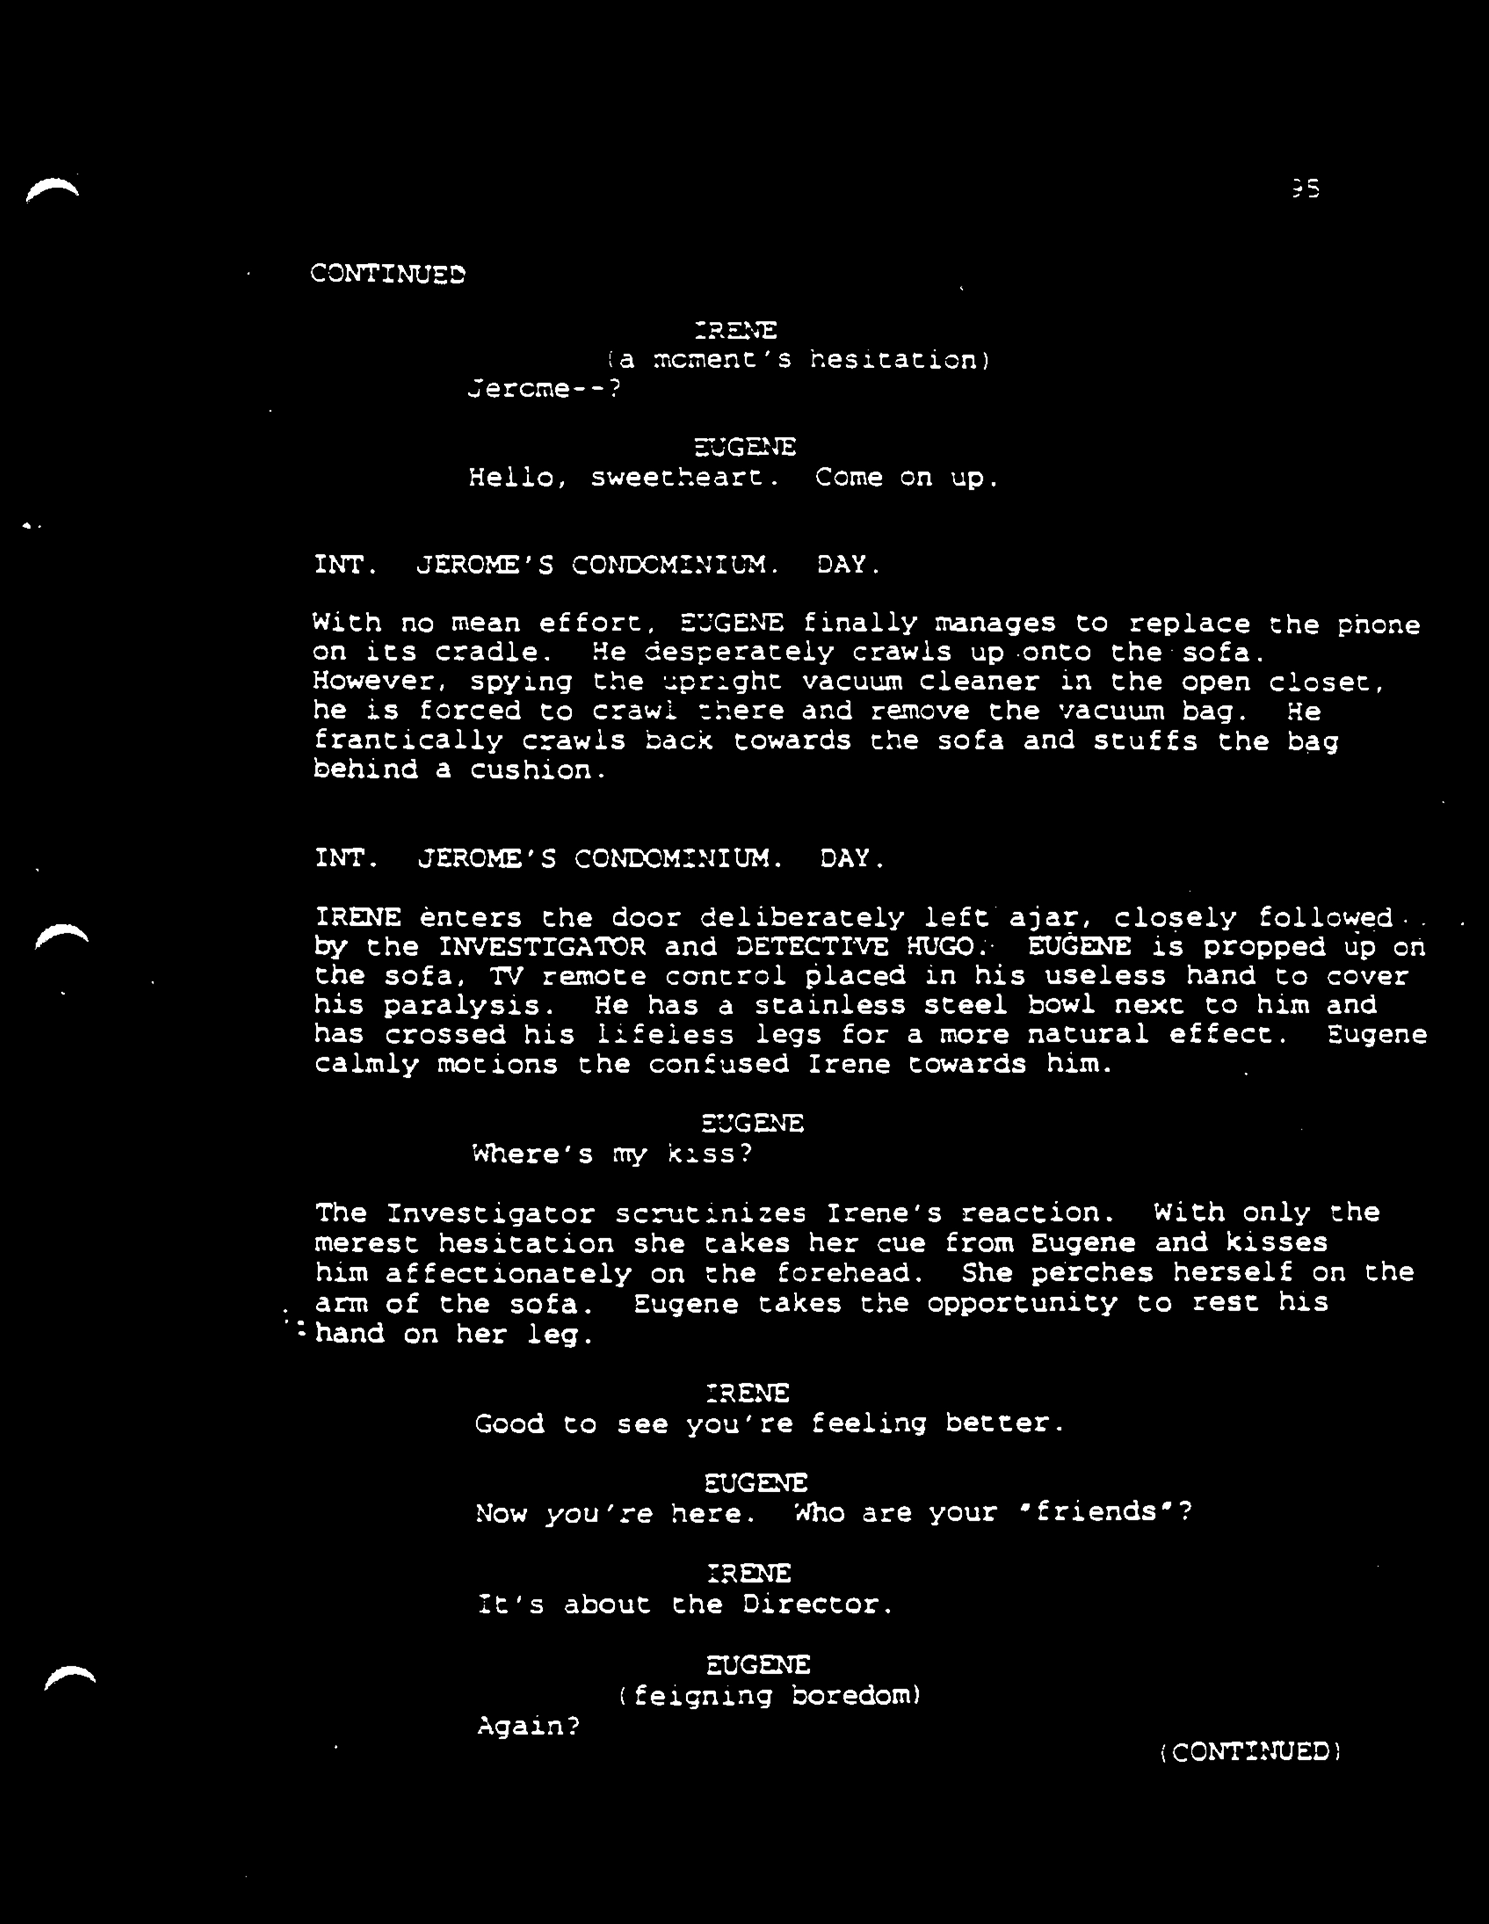 95
CONTINUED
IRENE
(a moment's hesitation)
Jerome--?
EUGENE
Hello, sweetheart. Come on up.
INT. JEROME'S CONDOMINIUM. DAY.
With no mean effort, EUGENE finally manages to replace the phone
on its cradle. He desperately crawls up onto the sofa.
However, spying the upright vacuum cleaner in the open closet,
he is forced to crawl there and remove the vacuum bag. He
frantically crawls back towards the sofa and stuffs the bag
behind a cushion.
INT. JEROME'S CONDOMINIUM. DAY.
IRENE enters the door deliberately left ajar, closely followed
by the INVESTIGATOR and DETECTIVE HUGO. EUGENE is propped up on
the sofa, TV remote control placed in his useless hand to cover
his paralysis. He has a stainless steel bowl next to him and
has crossed his lifeless legs for a more natural effect. Eugene
calmly motions the confused Irene towards him.
EUGENE
Where's my kiss?
The Investigator scrutinizes Irene's reaction. With only the
merest hesitation she takes her cue from Eugene and kisses
him affectionately on the forehead. She perches herself on the
arm of the sofa. Eugene takes the opportunity to rest his
hand on her leg.
IRENE
Good to see you're feeling better.
EUGENE
Now you're here. Who are your "friends"?
IRENE
It's about the Director.
EUGENE
(feigning boredom)
Again?
(CONTINUED)